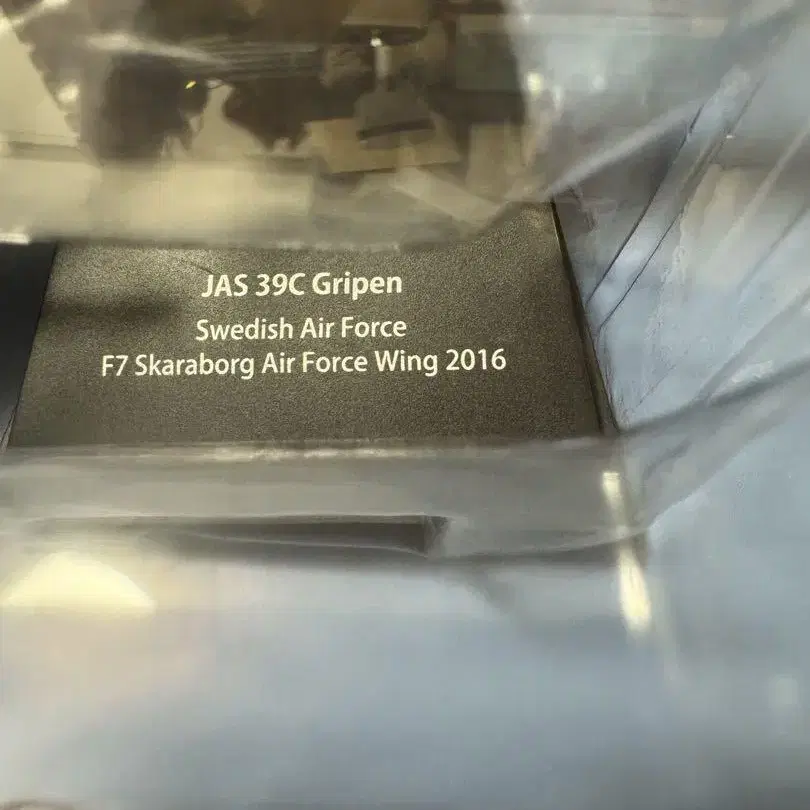 JAS 39C Gripen
Swedish Air Force
F7 Skaraborg Air Force Wing 2016